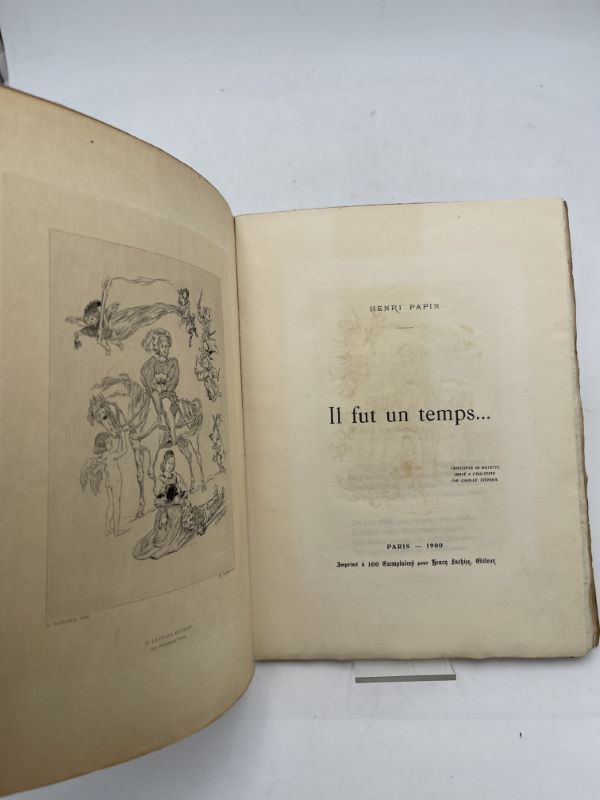 HENRI PAPIN
Il fut un temps...
FRONTISPICE DE WILLETTE,
GRAVÉ A L'EAU-FORTE
PAR CHARLES THÉVENIN.
PARIS — 1900
Imprimé à 100 Exemplaires pour Henry Lachize, Éditeur